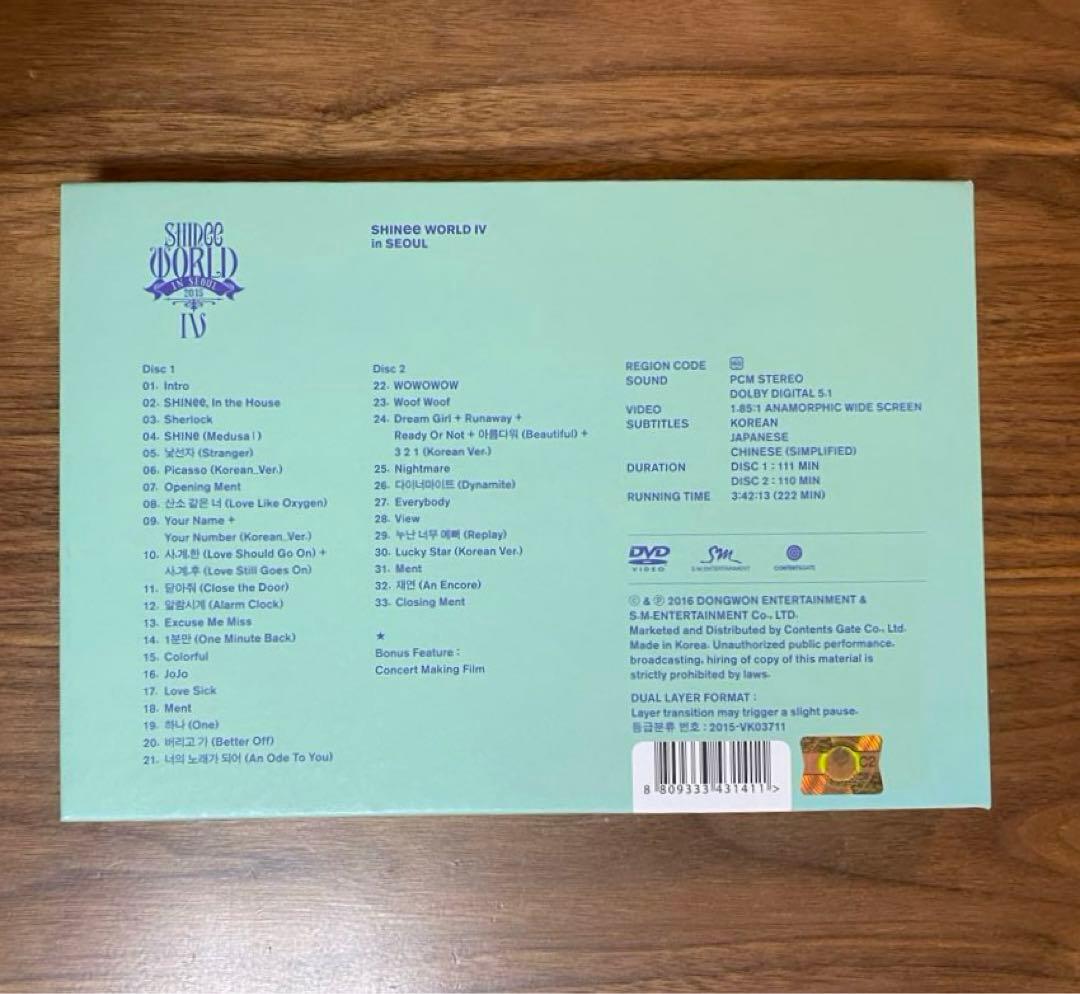 SHINee
WORLD
IN SEOUL
2015
IV
SHINee WORLD IV
in SEOUL
Disc 1
01. Intro
02. SHINee, In the House
03. Sherlock
04. SHINe (Medusa I)
05. 낯선자 (Stranger)
06. Picasso (Korean_Ver.)
07. Opening Ment
08. 산소 같은 너 (Love Like Oxygen)
09. Your Name +
Your Number (Korean_Ver.)
10. 사.계.한 (Love Should Go On) +
사.계.후 (Love Still Goes On)
11. 닫아줘 (Close the Door)
12. 알람시계 (Alarm Clock)
13. Excuse Me Miss
14. 1분만 (One Minute Back)
15. Colorful
16. JoJo
17. Love Sick
18. Ment
19. 하나 (One)
20. 버리고 가 (Better Off)
21. 너의 노래가 되어 (An Ode To You)
Disc 2
22. WOWOWOW
23. Woof Woof
24. Dream Girl + Runaway +
Ready Or Not + 아름다워 (Beautiful) +
3 2 1 (Korean Ver.)
25. Nightmare
26. 다이너마이트 (Dynamite)
27. Everybody
28. View
29. 누난 너무 예뻐 (Replay)
30. Lucky Star (Korean Ver.)
31. Ment
32. 재연 (An Encore)
33. Closing Ment
★
Bonus Feature :
Concert Making Film
REGION CODE
SOUND PCM STEREO
DOLBY DIGITAL 5.1
VIDEO 1.85:1 ANAMORPHIC WIDE SCREEN
SUBTITLES KOREAN
JAPANESE
CHINESE (SIMPLIFIED)
DURATION DISC 1 : 111 MIN
DISC 2 : 110 MIN
RUNNING TIME 3:42:13 (222 MIN)
DVD VIDEO SM S.M.ENTERTAINMENT CONTENTSGATE
ⓒ & ⓟ 2016 DONGWON ENTERTAINMENT &
S.M.ENTERTAINMENT Co., LTD.
Marketed and Distributed by Contents Gate Co., Ltd.
Made in Korea. Unauthorized public performance,
broadcasting, hiring of copy of this material is
strictly prohibited by laws.
DUAL LAYER FORMAT :
Layer transition may trigger a slight pause.
등급분류 번호 : 2015-VK03711
8 809333 431411 >
C2